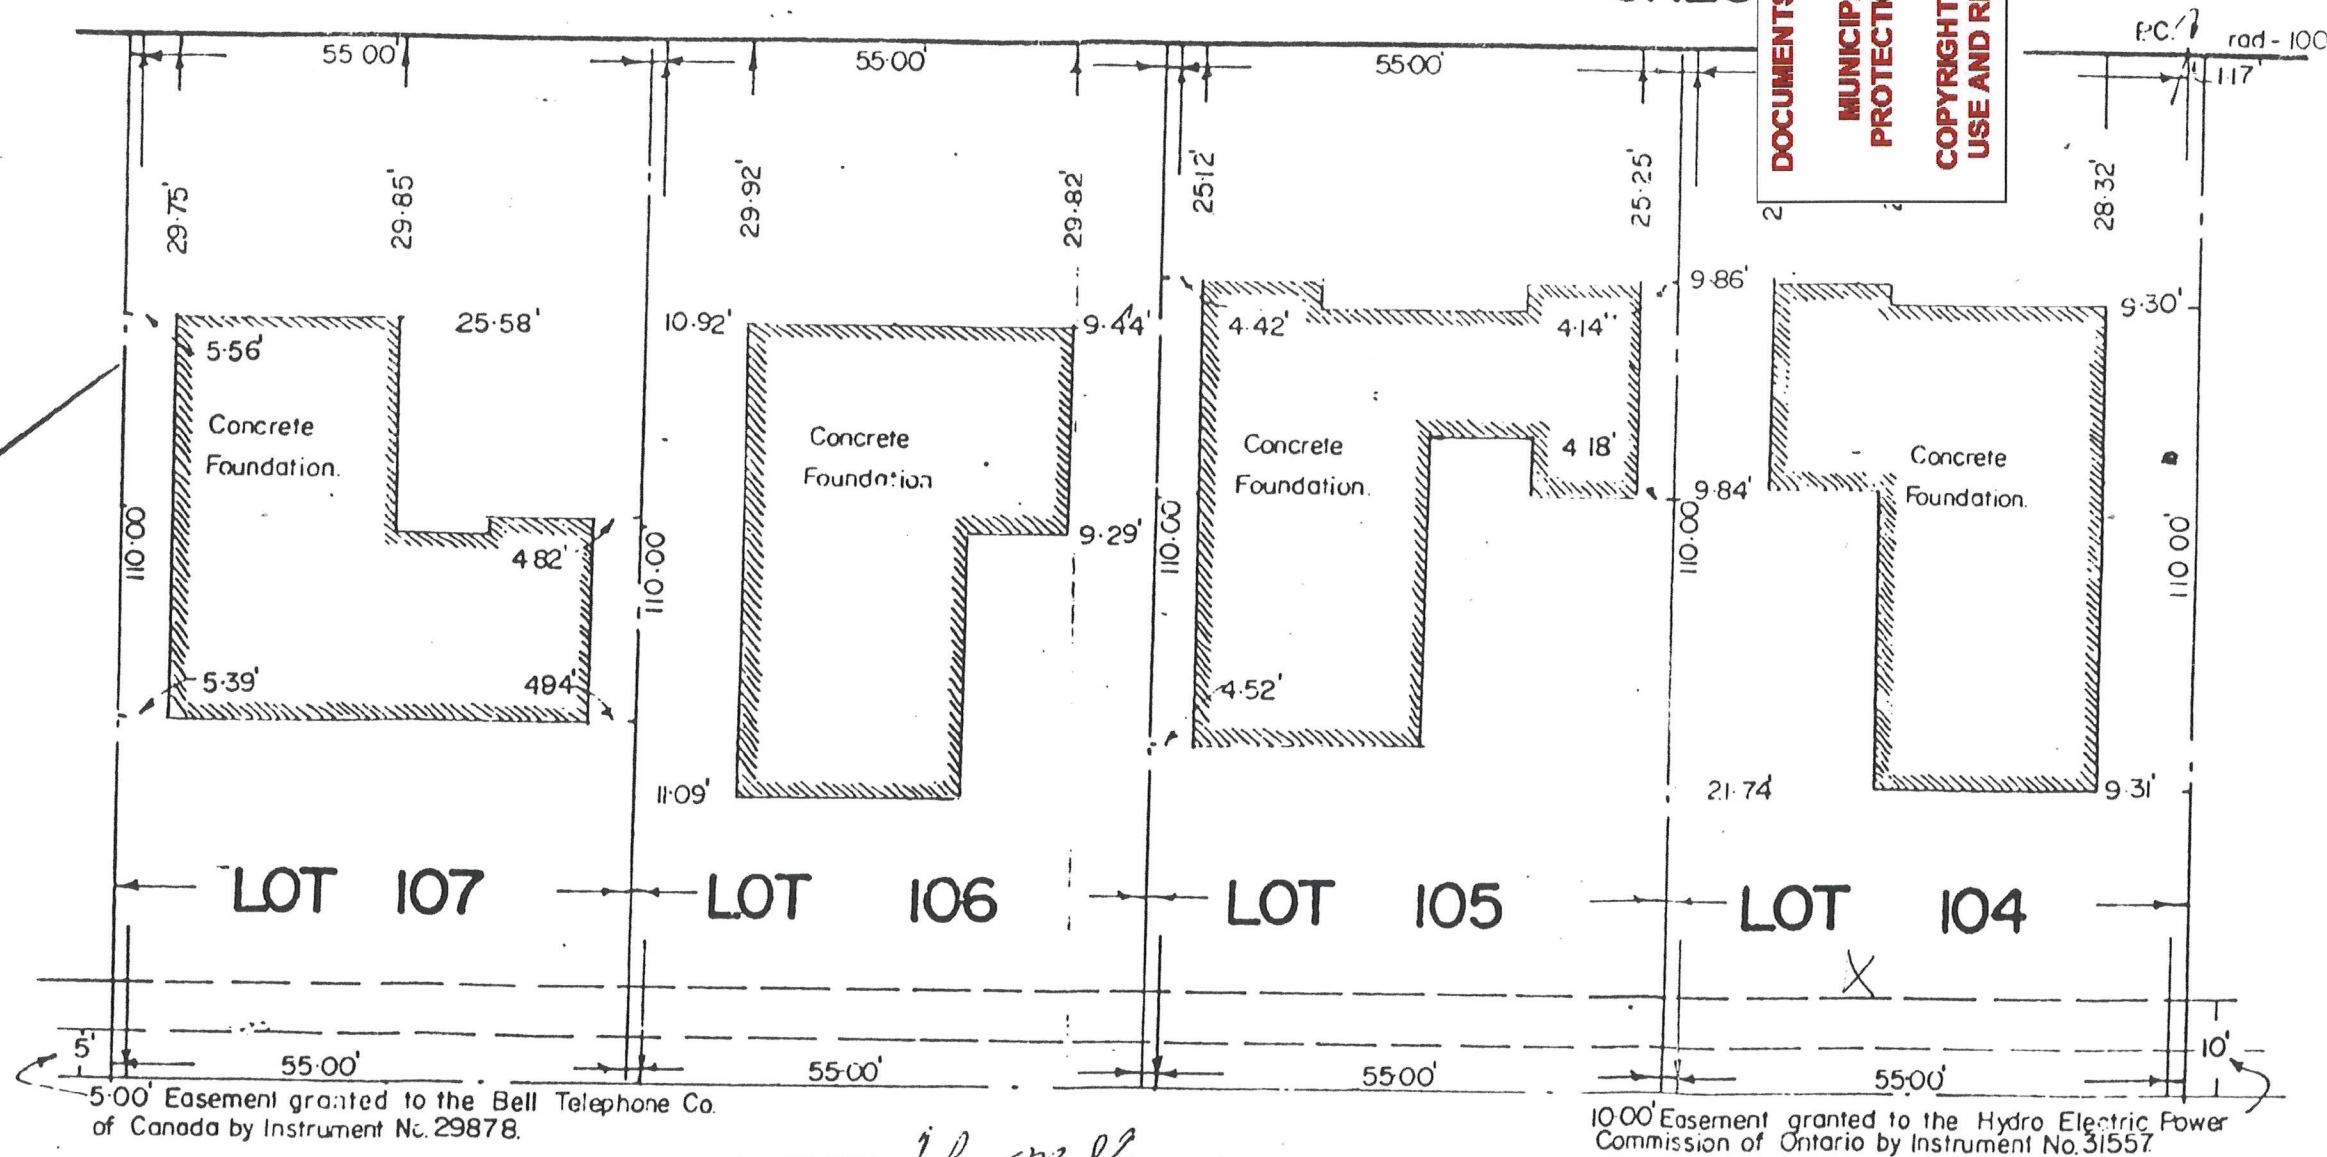 DOCUMENTS
MUNICIP
PROTECTI
COPYRIGHT
USE AND RE
P.C.
rad - 100
1·17'
55·00'
55·00'
55·00'
29·75'
29·85'
29·92'
29·82'
25·12'
25·25'
28·32'
5·56'
25·58'
10·92'
9·44'
4·42'
4·14''
9·86'
9·30'
Concrete
Foundation.
Concrete
Foundation
Concrete
Foundation.
Concrete
Foundation.
4·82'
9·29'
4·18'
9·84'
110·00'
110·00'
110·00'
110·00'
110·00'
5·39'
4·94'
11·09'
4·52'
21·74'
9·31'
LOT 107
LOT 106
LOT 105
LOT 104
X
5'
55·00'
55·00'
55·00'
55·00'
10'
5·00' Easement granted to the Bell Telephone Co.
of Canada by Instrument No. 29878.
10·00' Easement granted to the Hydro Electric Power
Commission of Ontario by Instrument No. 31557.